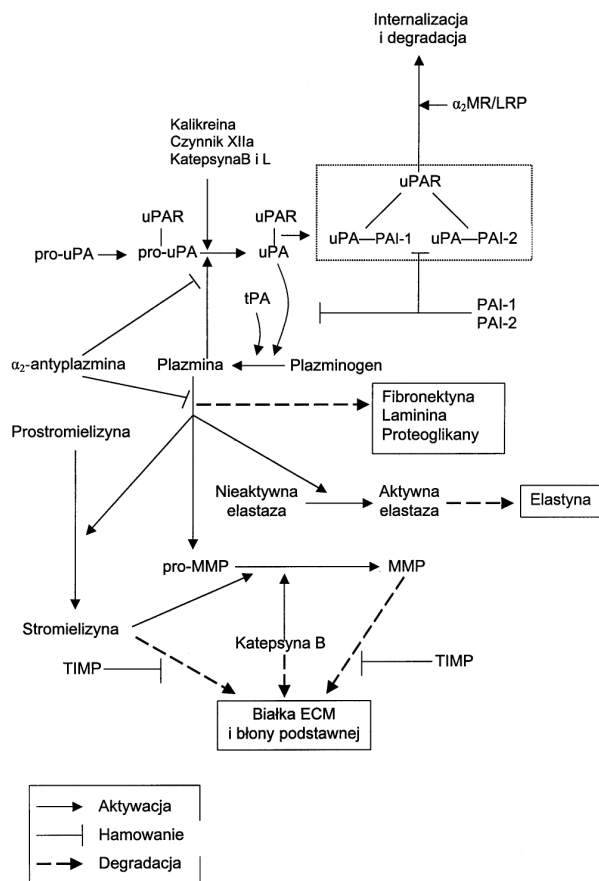 Internalizacja
i degradacja
α₂MR/LRP
Kalikreina
Czynnik XIIa
KatepsynaB i L
uPAR
uPAR
uPAR
uPA—PAI-1
uPA—PAI-2
pro-uPA
pro-uPA
uPA
tPA
PAI-1
PAI-2
α₂-antyplazmina
Plazmina
Plazminogen
Fibronektyna
Laminina
Proteoglikany
Prostromielizyna
Nieaktywna
elastaza
Aktywna
elastaza
Elastyna
pro-MMP
MMP
Stromielizyna
Katepsyna B
TIMP
TIMP
Białka ECM
i błony podstawnej
Aktywacja
Hamowanie
Degradacja